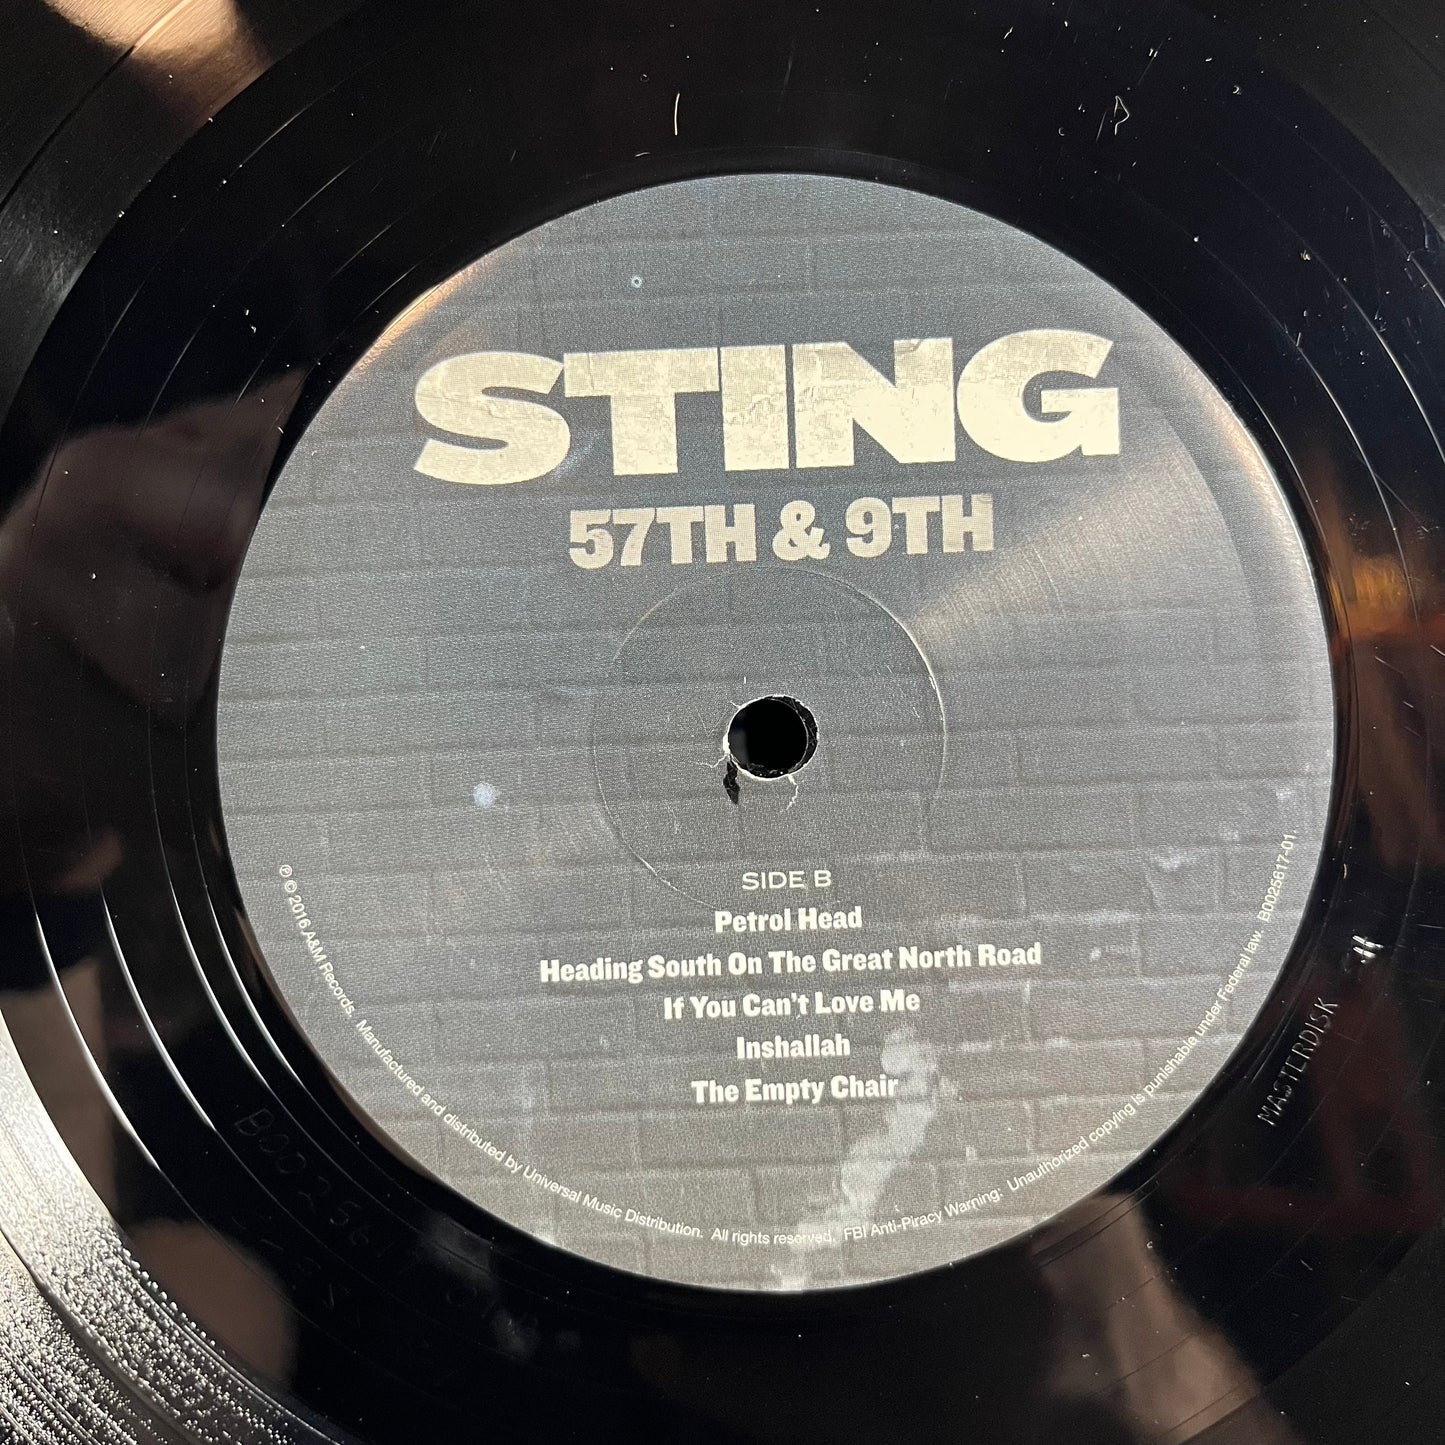 STING
57TH & 9TH
SIDE B
Petrol Head
Heading South On The Great North Road
If You Can't Love Me
Inshallah
The Empty Chair
℗ © 2016 A&M Records. Manufactured and distributed by Universal Music Distribution. All rights reserved. FBI Anti-Piracy Warning: Unauthorized copying is punishable under Federal law. B0025617-01.
MASTERDISK